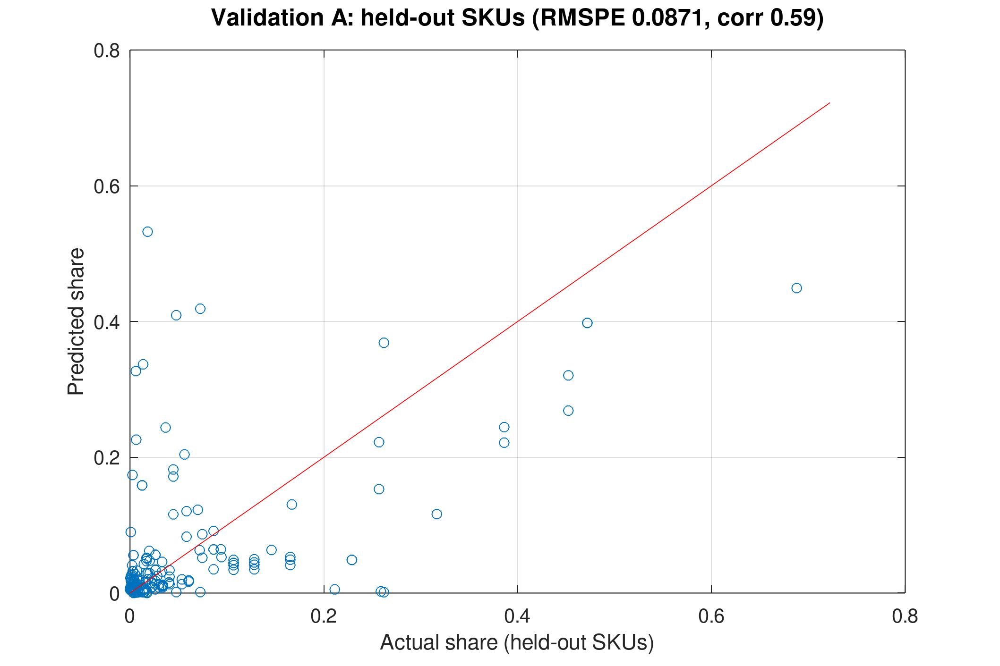 Validation A: held-out SKUs (RMSPE 0.0871, corr 0.59)
0.8
0.6
0.4
0.2
0
Predicted share
0 0.2 0.4 0.6 0.8
Actual share (held-out SKUs)